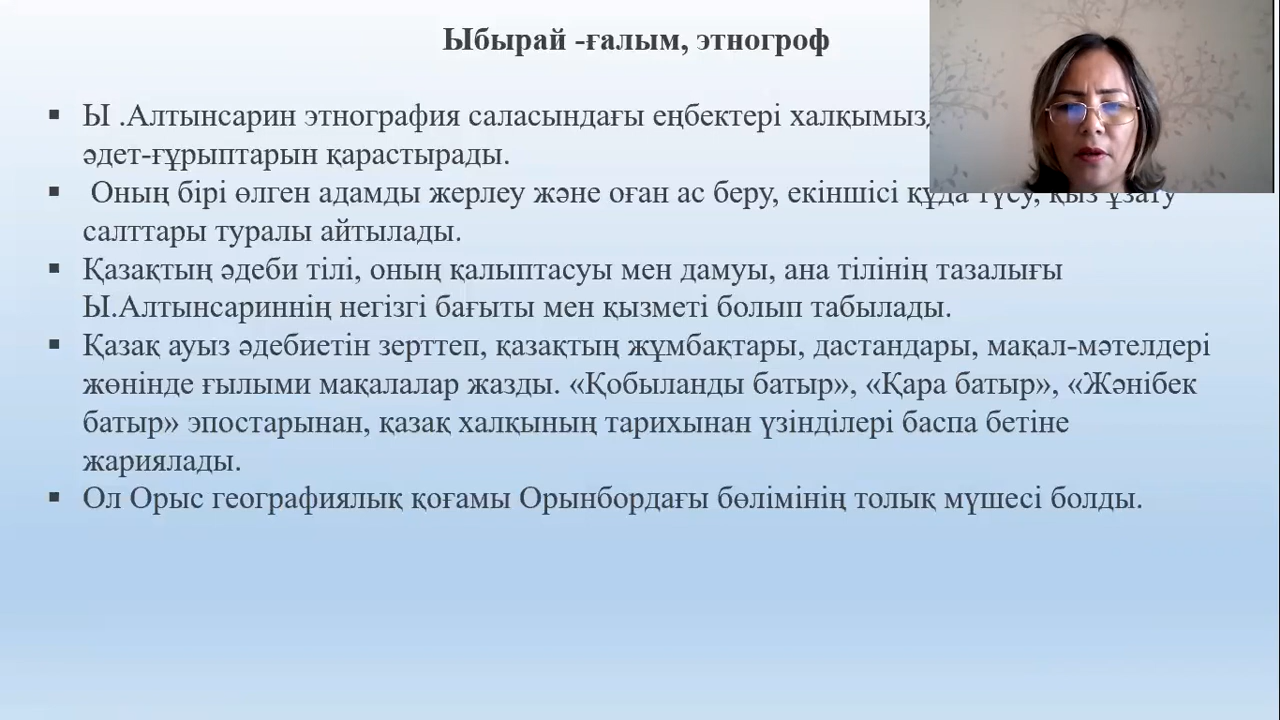 Ыбырай -ғалым, этногроф
▪ Ы .Алтынсарин этнография саласындағы еңбектері
әдет-ғұрыптарын қарастырады.
▪ Оның бірі өлген адамды жерлеу және оған ас беру, екіншісі құда түсу, қыз ұзату
салттары туралы айтылады.
▪ Қазақтың әдеби тілі, оның қалыптасуы мен дамуы, ана тілінің тазалығы
Ы.Алтынсариннің негізгі бағыты мен қызметі болып табылады.
▪ Қазақ ауыз әдебиетін зерттеп, қазақтың жұмбақтары, дастандары, мақал-мәтелдері
жөнінде ғылыми мақалалар жазды. «Қобыланды батыр», «Қара батыр», «Жәнібек
батыр» эпостарынан, қазақ халқының тарихынан үзінділері баспа бетіне
жариялады.
▪ Ол Орыс географиялық қоғамы Орынбордағы бөлімінің толық мүшесі болды.